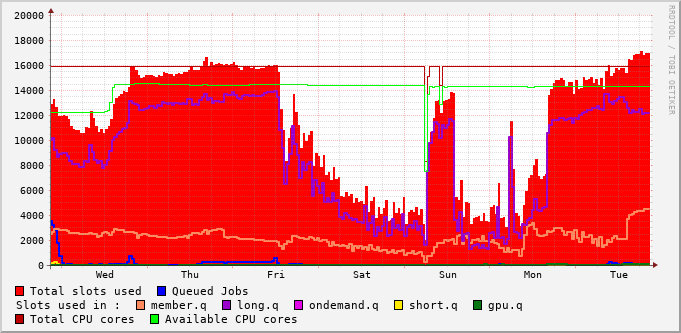 20000
18000
16000
14000
12000
10000
8000
6000
4000
2000
0
Wed Thu Fri Sat Sun Mon Tue
RRDTOOL / TOBI OETIKER
Total slots used Queued Jobs
Slots used in : member.q long.q ondemand.q short.q gpu.q
Total CPU cores Available CPU cores